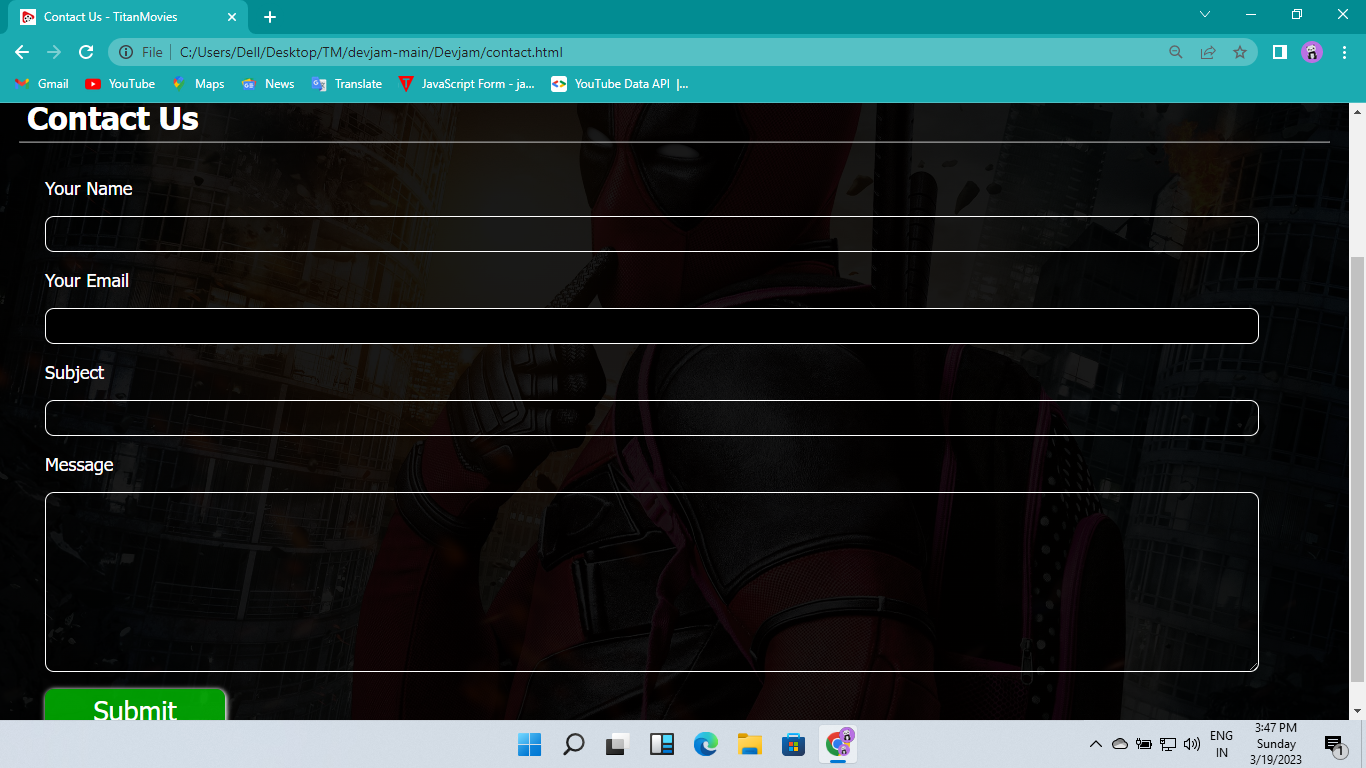 Contact Us - TitanMovies
File C:/Users/Dell/Desktop/TM/devjam-main/Devjam/contact.html
Gmail YouTube Maps News Translate JavaScript Form - ja... YouTube Data API |...
Contact Us
Your Name
Your Email
Subject
Message
Submit
ENG
IN
3:47 PM
Sunday
3/19/2023
1